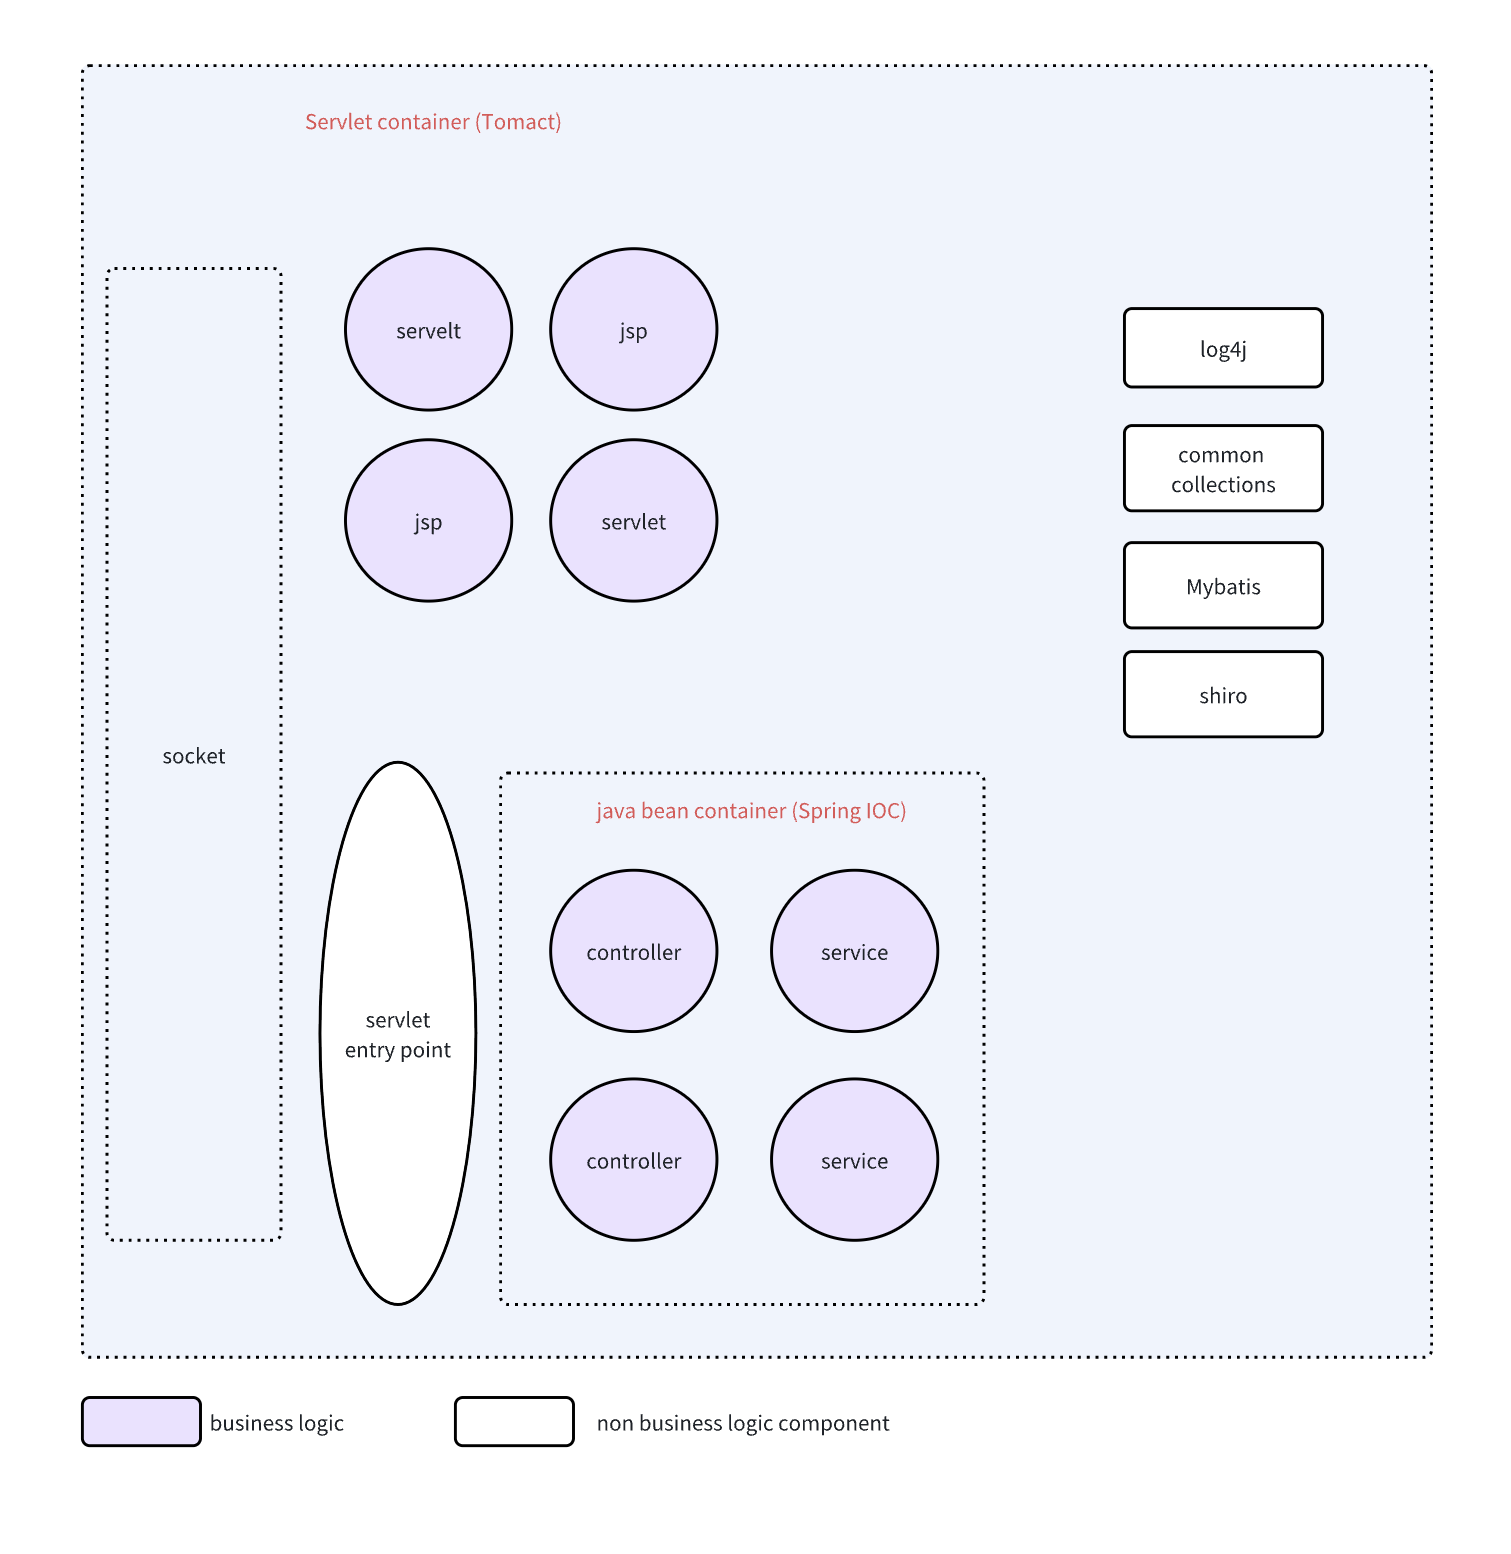 Servlet container (Tomact)
servelt
jsp
jsp
servlet
log4j
common
collections
Mybatis
shiro
socket
servlet
entry point
java bean container (Spring IOC)
controller
service
controller
service
business logic
non business logic component